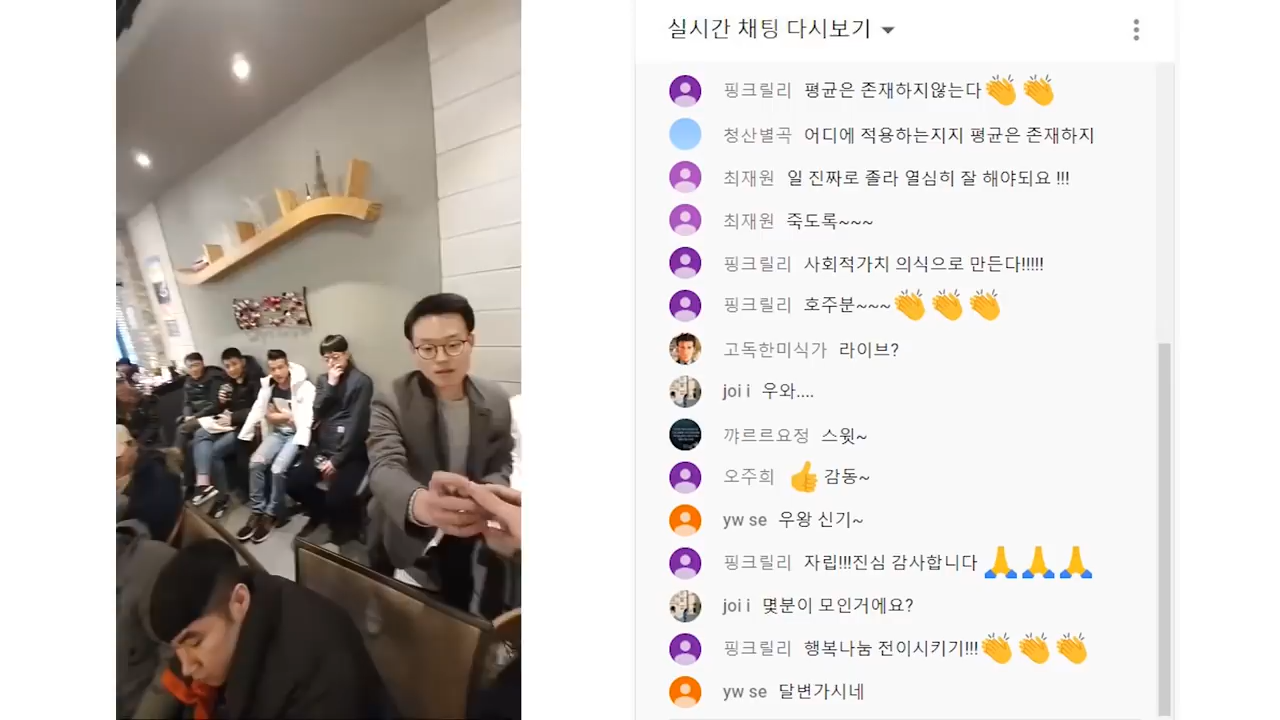 실시간 채팅 다시보기
핑크릴리 평균은 존재하지않는다👏👏
청산별곡 어디에 적용하는지지 평균은 존재하지
최재원 일 진짜로 졸라 열심히 잘 해야되요 !!!
최재원 죽도록~~~
핑크릴리 사회적가치 의식으로 만든다!!!!!
핑크릴리 호주분~~~👏👏👏
고독한미식가 라이브?
joi i 우와....
꺄르르요정 스윗~
오주희 👍감동~
yw se 우왕 신기~
핑크릴리 자립!!!진심 감사합니다 🙏🙏🙏
joi i 몇분이 모인거에요?
핑크릴리 행복나눔 전이시키기!!!👏👏👏
yw se 달변가시네